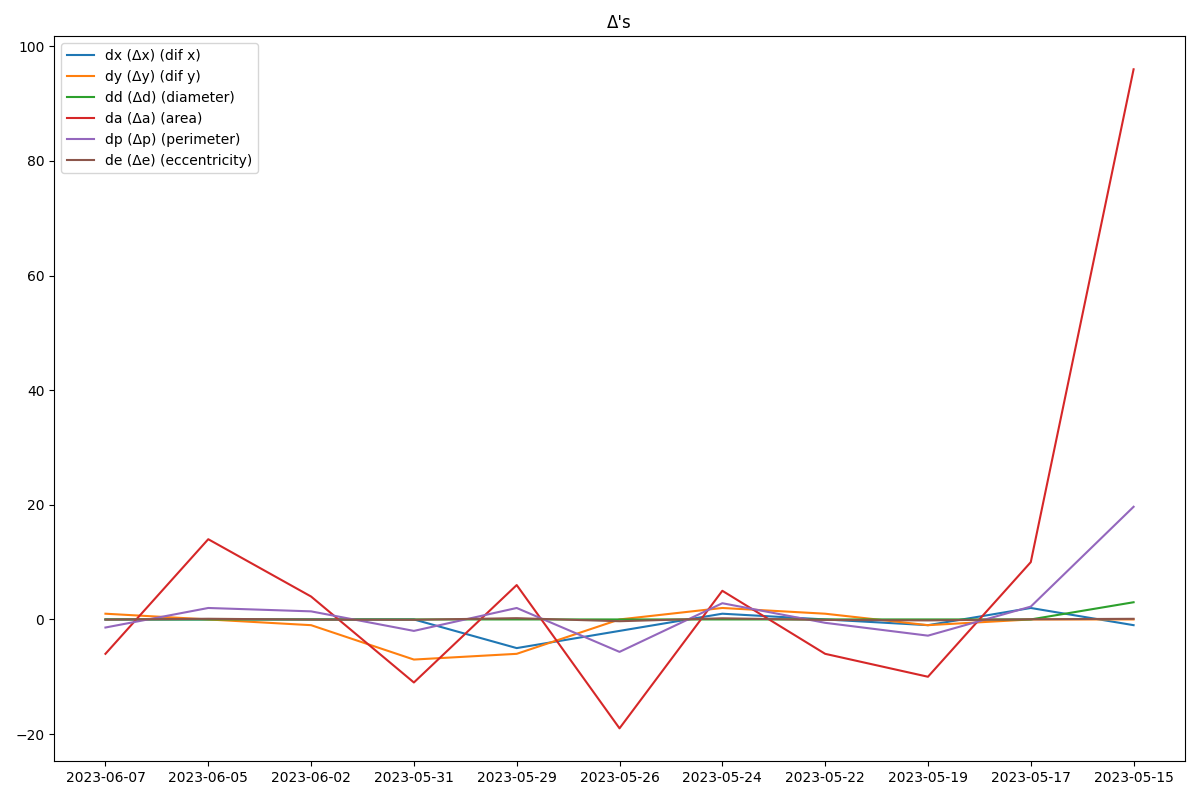 Δ's
100
80
60
40
20
0
−20
dx (Δx) (dif x)
dy (Δy) (dif y)
dd (Δd) (diameter)
da (Δa) (area)
dp (Δp) (perimeter)
de (Δe) (eccentricity)
2023-06-07 2023-06-05 2023-06-02 2023-05-31 2023-05-29 2023-05-26 2023-05-24 2023-05-22 2023-05-19 2023-05-17 2023-05-15